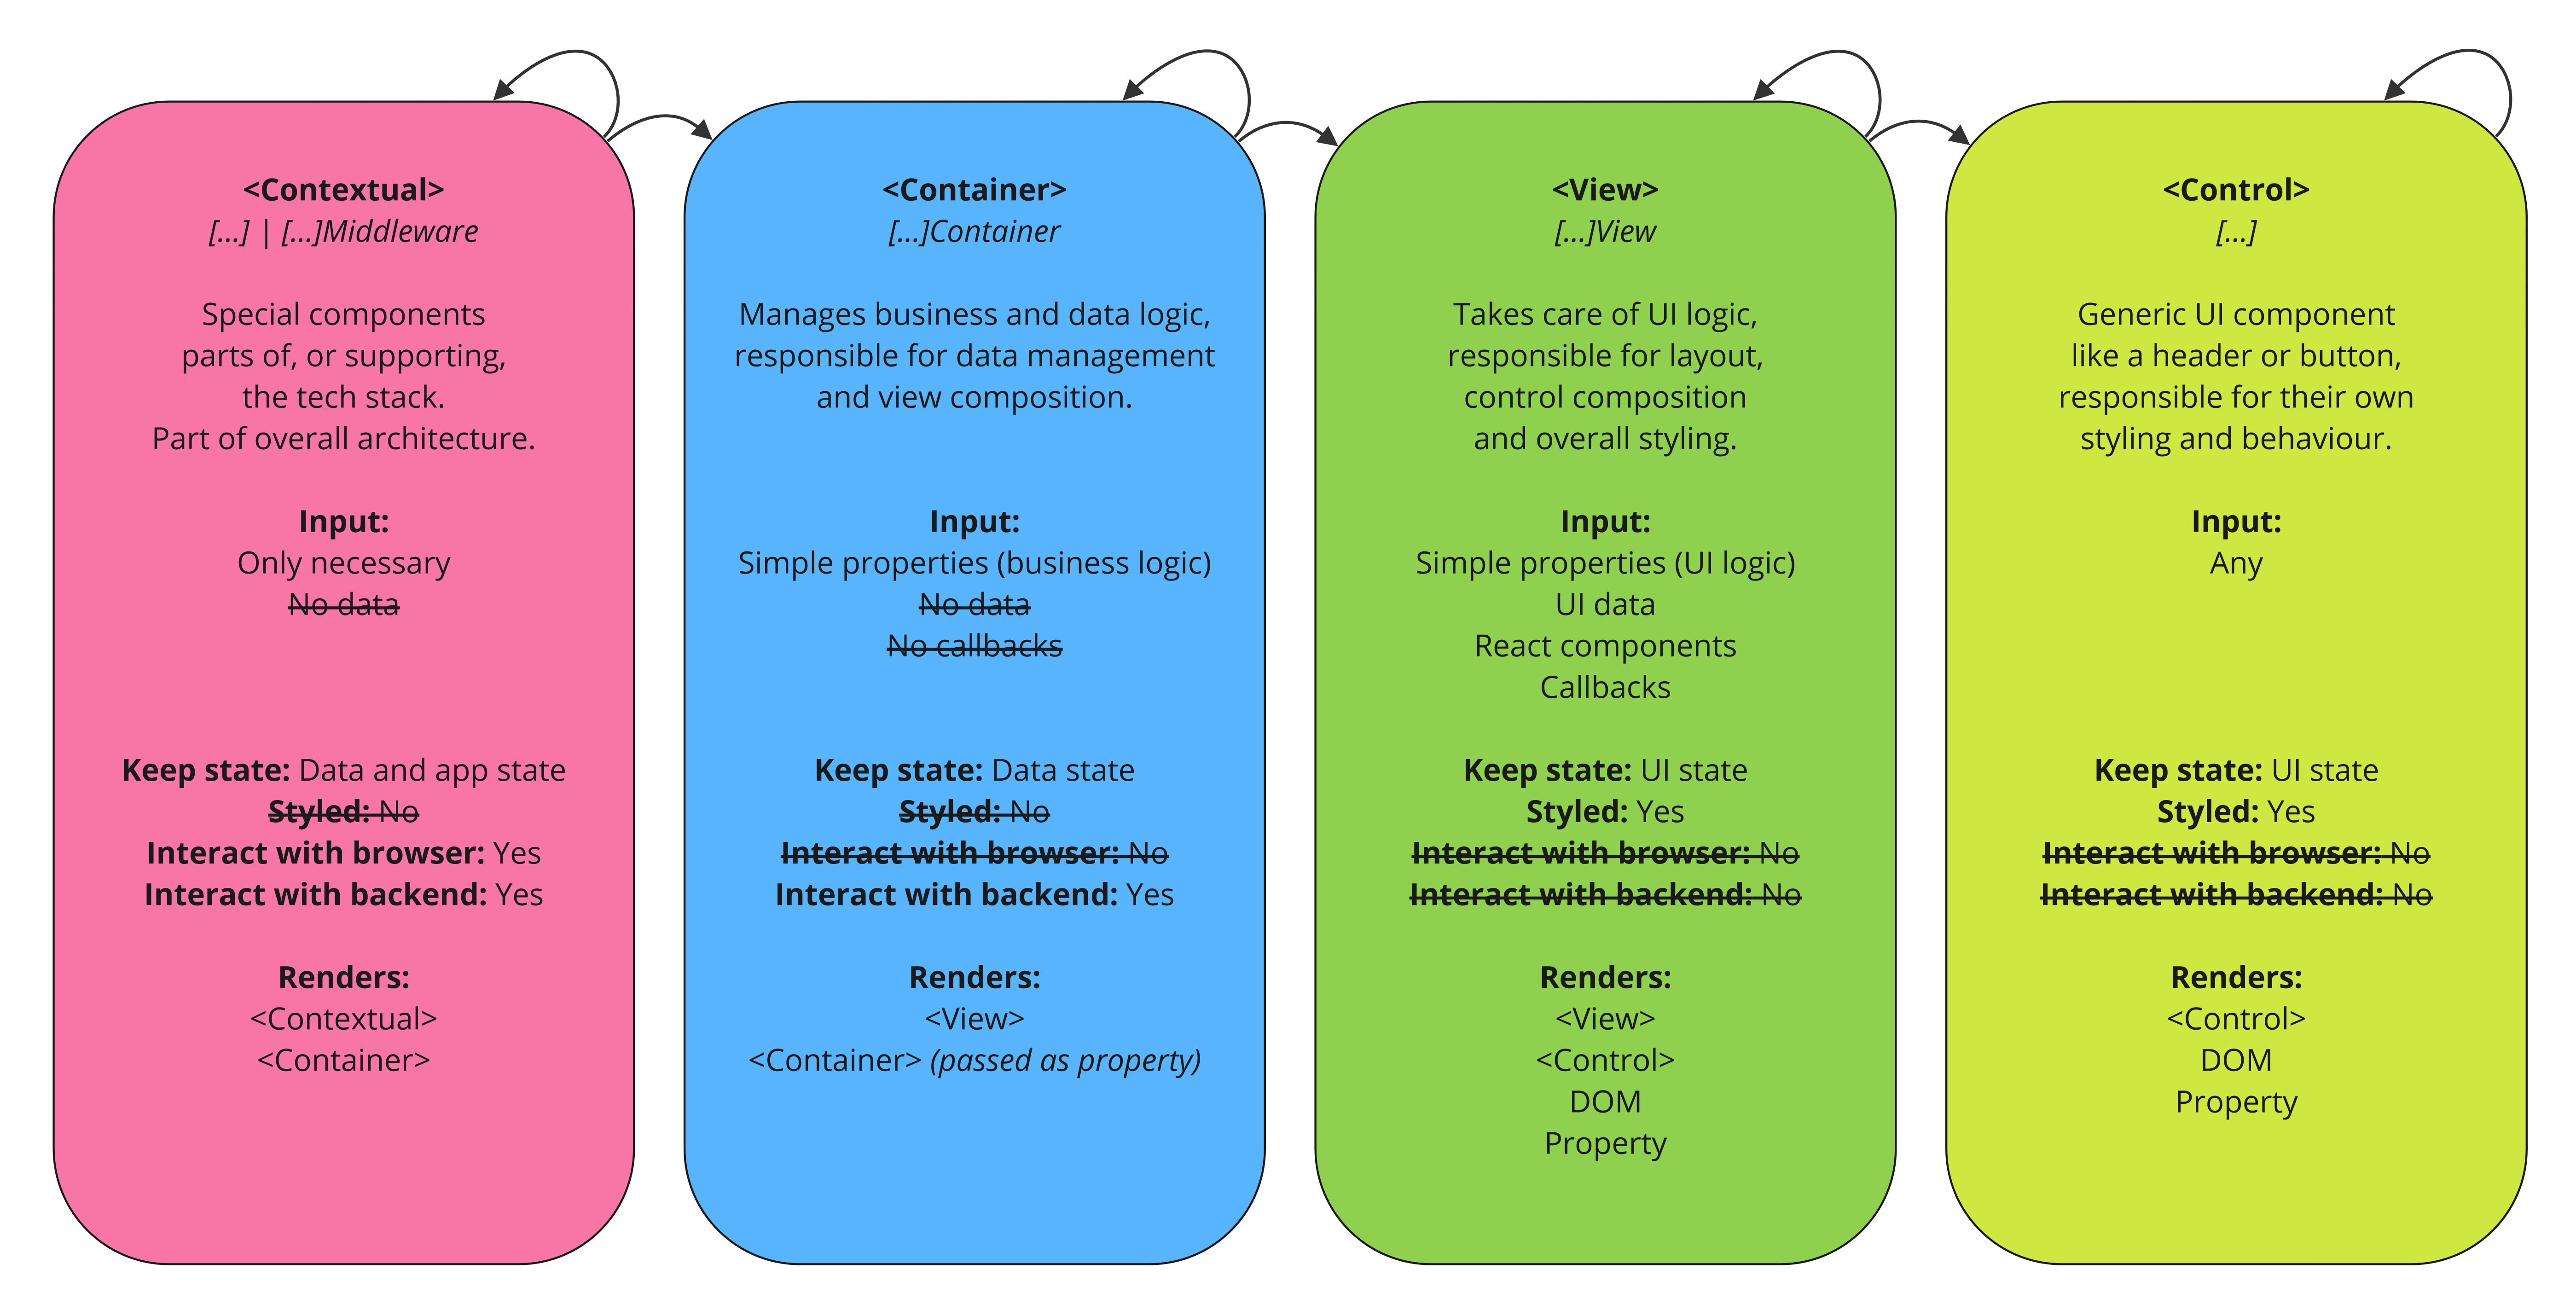 <Contextual>
[...] | [...]Middleware
Special components
parts of, or supporting,
the tech stack.
Part of overall architecture.
Input:
Only necessary
No data
Keep state: Data and app state
Styled: No
Interact with browser: Yes
Interact with backend: Yes
Renders:
<Contextual>
<Container>
<Container>
[...]Container
Manages business and data logic,
responsible for data management
and view composition.
Input:
Simple properties (business logic)
No data
No callbacks
Keep state: Data state
Styled: No
Interact with browser: No
Interact with backend: Yes
Renders:
<View>
<Container> (passed as property)
<View>
[...]View
Takes care of UI logic,
responsible for layout,
control composition
and overall styling.
Input:
Simple properties (UI logic)
UI data
React components
Callbacks
Keep state: UI state
Styled: Yes
Interact with browser: No
Interact with backend: No
Renders:
<View>
<Control>
DOM
Property
<Control>
[...]
Generic UI component
like a header or button,
responsible for their own
styling and behaviour.
Input:
Any
Keep state: UI state
Styled: Yes
Interact with browser: No
Interact with backend: No
Renders:
<Control>
DOM
Property